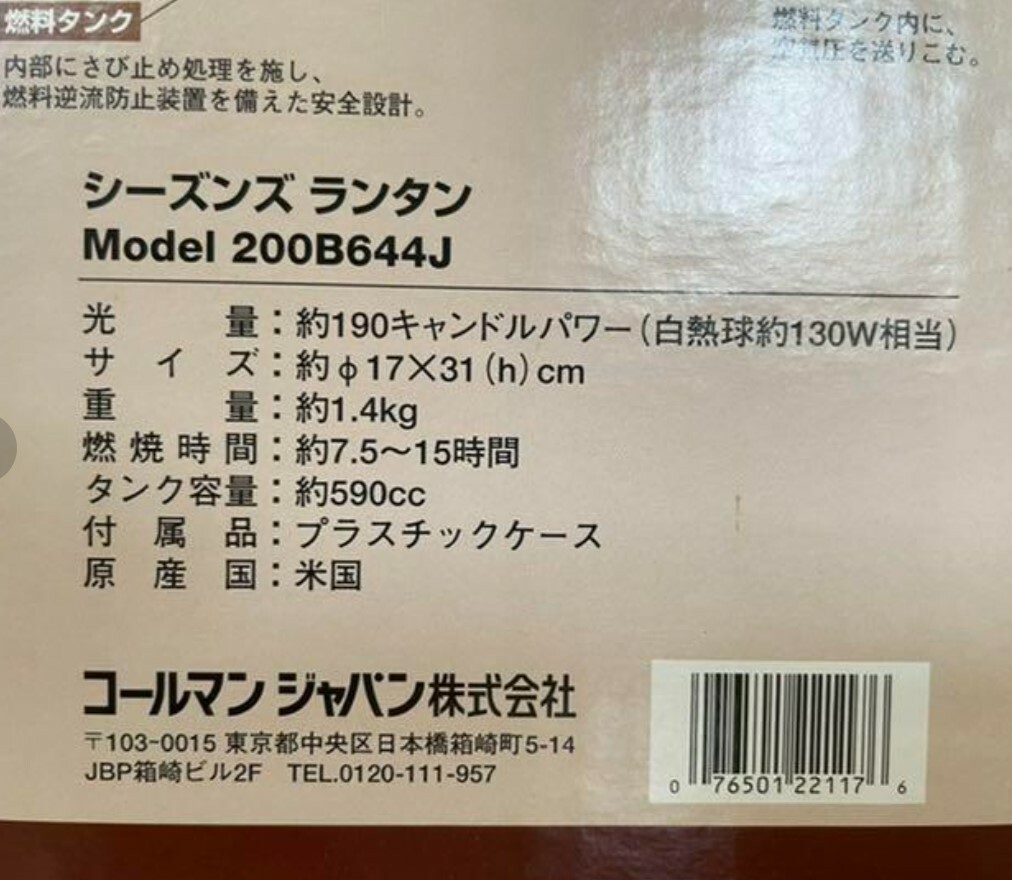 燃料タンク
内部にさび止め処理を施し、
燃料逆流防止装置を備えた安全設計。
燃料タンク内に、
空気圧を送りこむ。
シーズンズ ランタン
Model 200B644J
光量：約190キャンドルパワー（白熱球約130W相当）
サイズ：約φ17×31(h)cm
重量：約1.4kg
燃焼時間：約7.5〜15時間
タンク容量：約590cc
付属品：プラスチックケース
原産国：米国
コールマン ジャパン株式会社
〒103-0015 東京都中央区日本橋箱崎町5-14
JBP箱崎ビル2F　TEL.0120-111-957
0 76501 22117 6